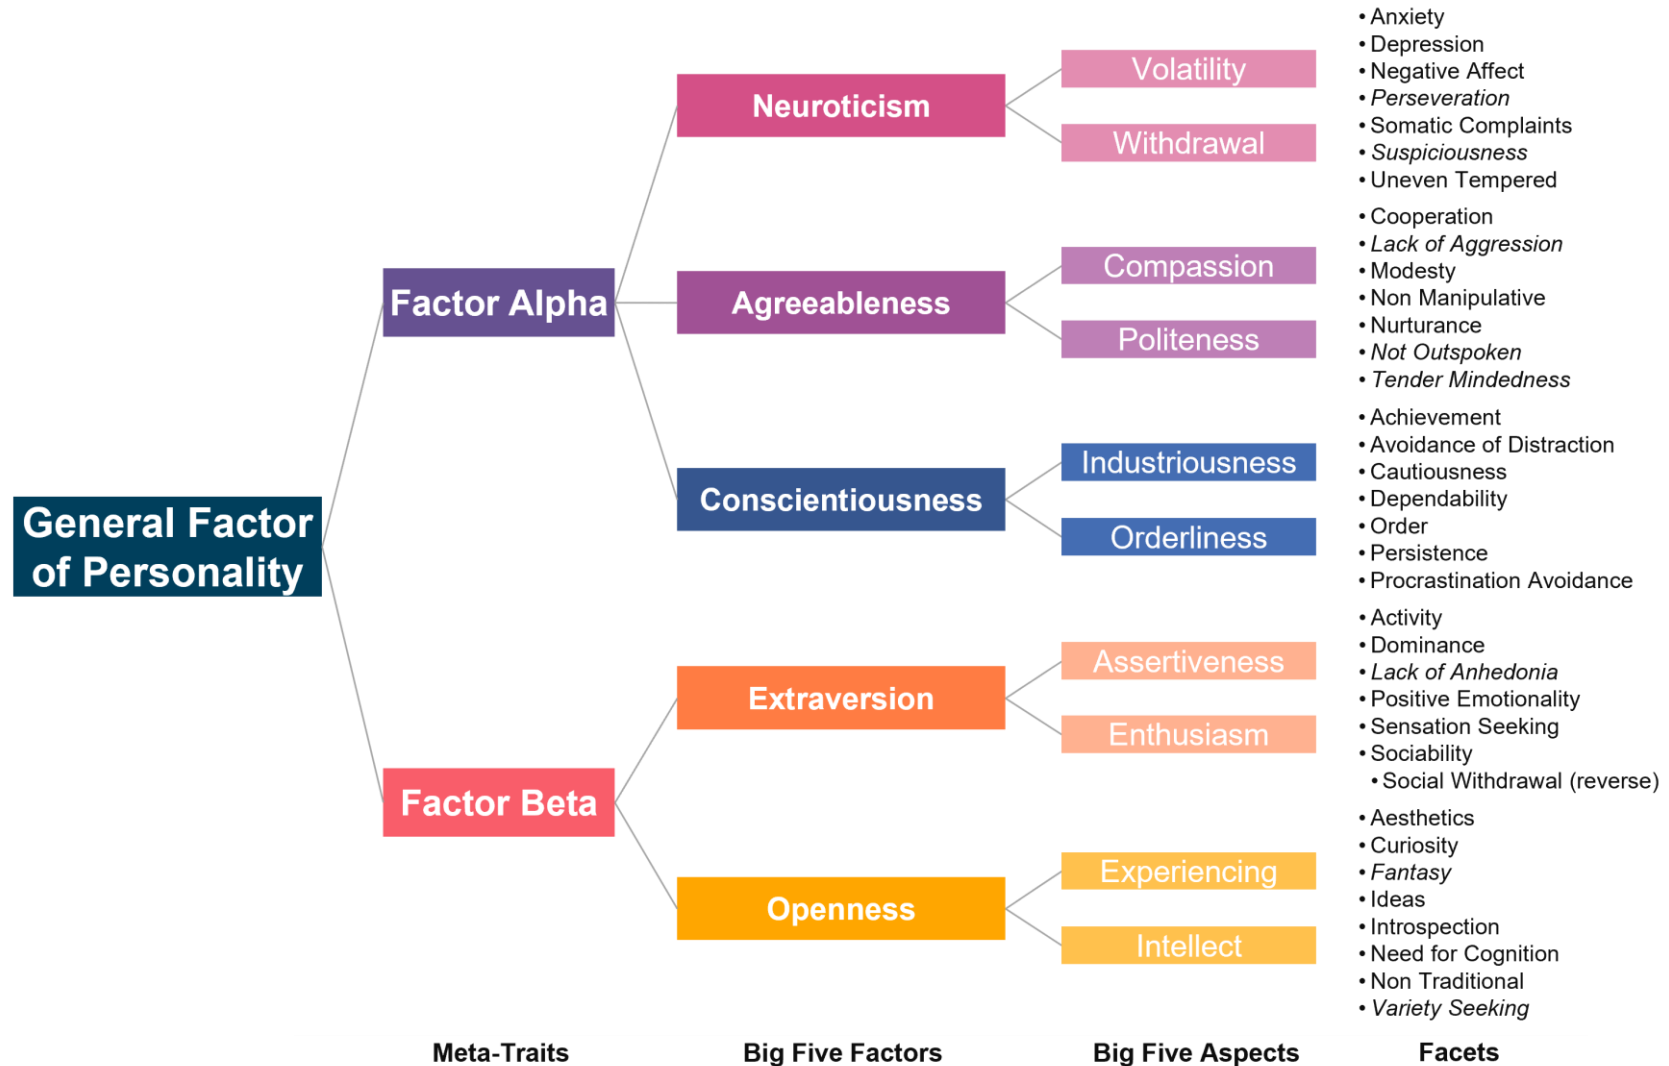 General Factor
of Personality
Factor Alpha
Factor Beta
Neuroticism
Agreeableness
Conscientiousness
Extraversion
Openness
Volatility
Withdrawal
Compassion
Politeness
Industriousness
Orderliness
Assertiveness
Enthusiasm
Experiencing
Intellect
• Anxiety
• Depression
• Negative Affect
• Perseveration
• Somatic Complaints
• Suspiciousness
• Uneven Tempered
• Cooperation
• Lack of Aggression
• Modesty
• Non Manipulative
• Nurturance
• Not Outspoken
• Tender Mindedness
• Achievement
• Avoidance of Distraction
• Cautiousness
• Dependability
• Order
• Persistence
• Procrastination Avoidance
• Activity
• Dominance
• Lack of Anhedonia
• Positive Emotionality
• Sensation Seeking
• Sociability
• Social Withdrawal (reverse)
• Aesthetics
• Curiosity
• Fantasy
• Ideas
• Introspection
• Need for Cognition
• Non Traditional
• Variety Seeking
Meta-Traits
Big Five Factors
Big Five Aspects
Facets